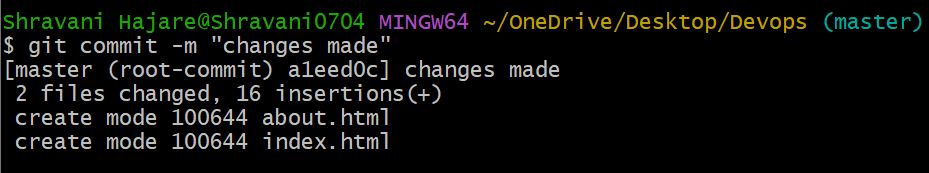 Shravani Hajare@Shravani0704 MINGW64 ~/OneDrive/Desktop/Devops (master)
$ git commit -m "changes made"
[master (root-commit) a1eed0c] changes made
 2 files changed, 16 insertions(+)
 create mode 100644 about.html
 create mode 100644 index.html